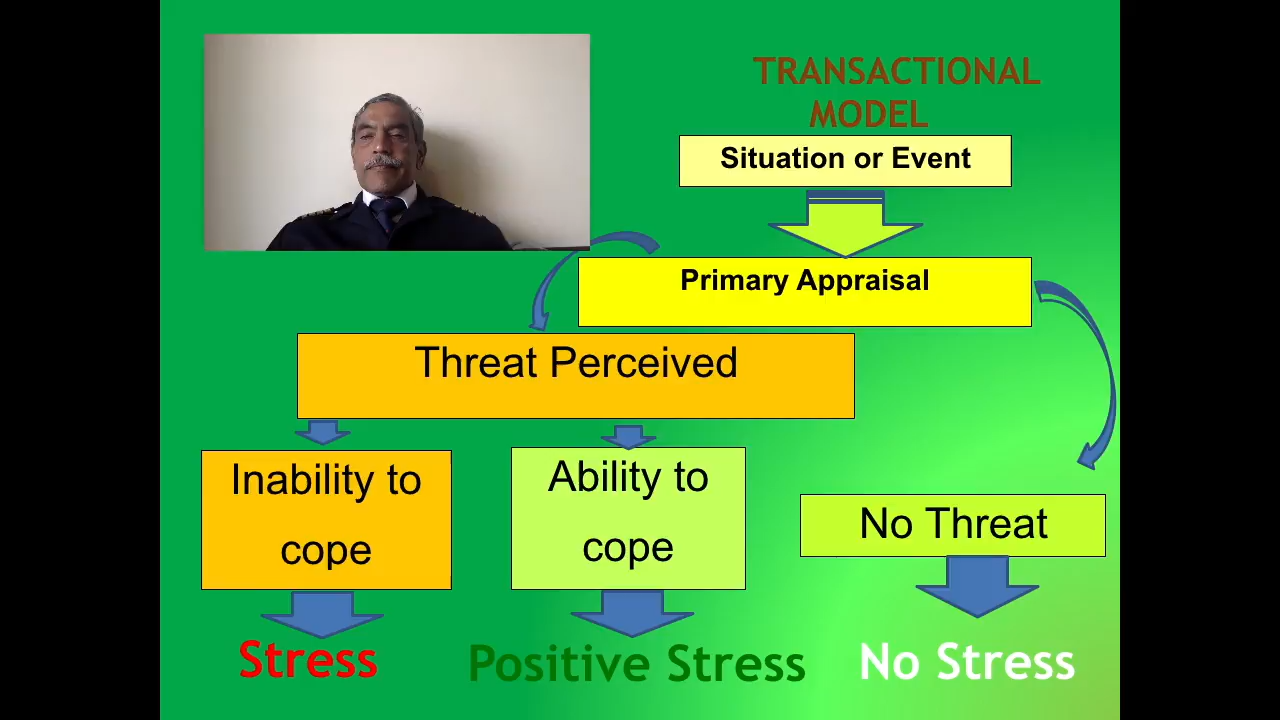 TRANSACTIONAL
MODEL
Situation or Event
Primary Appraisal
Threat Perceived
Inability to
cope
Ability to
cope
No Threat
Stress
Positive Stress
No Stress